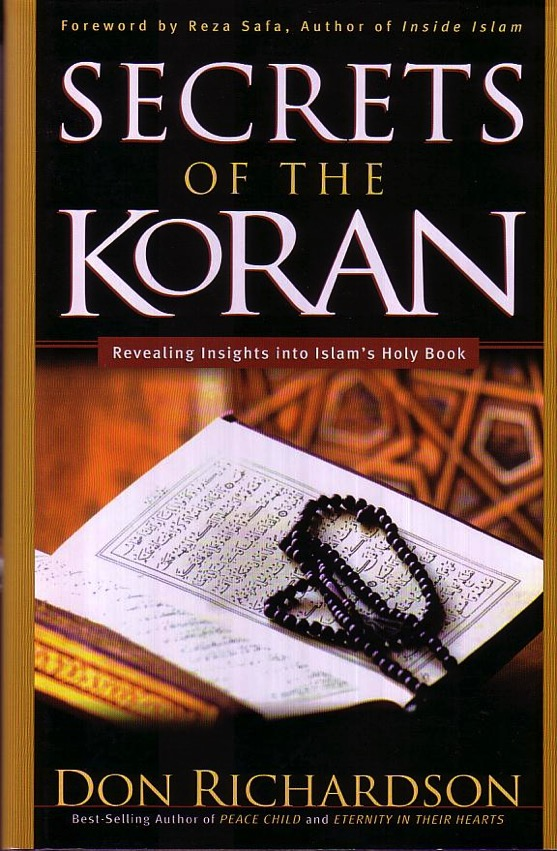 Foreword by Reza Safa, Author of Inside Islam
SECRETS
OF THE
KORAN
Revealing Insights into Islam's Holy Book
DON RICHARDSON
Best-Selling Author of PEACE CHILD and ETERNITY IN THEIR HEARTS